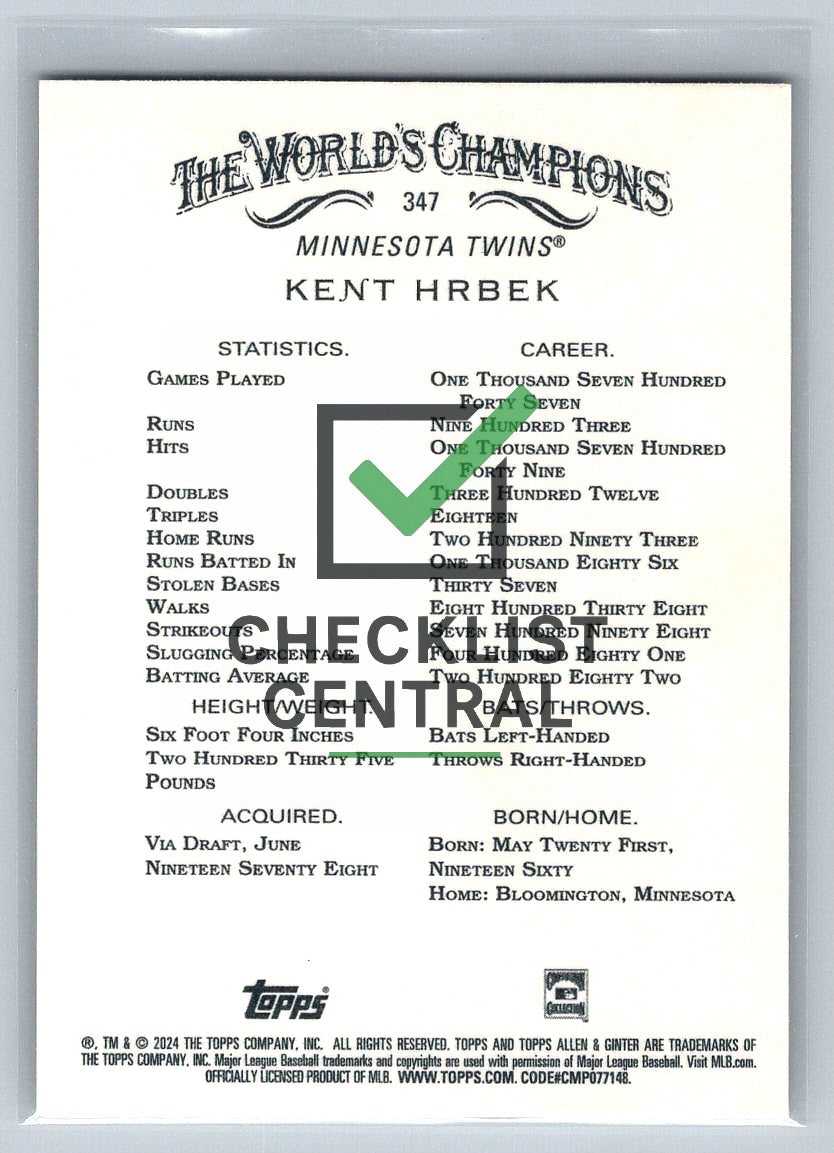 THE WORLD'S CHAMPIONS
347
MINNESOTA TWINS®
KENT HRBEK
STATISTICS. CAREER.
GAMES PLAYED ONE THOUSAND SEVEN HUNDRED
FORTY SEVEN
RUNS NINE HUNDRED THREE
HITS ONE THOUSAND SEVEN HUNDRED
FORTY NINE
DOUBLES THREE HUNDRED TWELVE
TRIPLES EIGHTEEN
HOME RUNS TWO HUNDRED NINETY THREE
RUNS BATTED IN ONE THOUSAND EIGHTY SIX
STOLEN BASES THIRTY SEVEN
WALKS EIGHT HUNDRED THIRTY EIGHT
STRIKEOUTS SEVEN HUNDRED NINETY EIGHT
SLUGGING PERCENTAGE FOUR HUNDRED EIGHTY ONE
BATTING AVERAGE TWO HUNDRED EIGHTY TWO
CHECKLIST
CENTRAL
HEIGHT/WEIGHT. BATS/THROWS.
SIX FOOT FOUR INCHES BATS LEFT-HANDED
TWO HUNDRED THIRTY FIVE THROWS RIGHT-HANDED
POUNDS
ACQUIRED. BORN/HOME.
VIA DRAFT, JUNE BORN: MAY TWENTY FIRST,
NINETEEN SEVENTY EIGHT NINETEEN SIXTY
HOME: BLOOMINGTON, MINNESOTA
topps®
COOPERSTOWN
COLLECTION
®, TM & © 2024 THE TOPPS COMPANY, INC. ALL RIGHTS RESERVED. TOPPS AND TOPPS ALLEN & GINTER ARE TRADEMARKS OF
THE TOPPS COMPANY, INC. Major League Baseball trademarks and copyrights are used with permission of Major League Baseball. Visit MLB.com.
OFFICIALLY LICENSED PRODUCT OF MLB. WWW.TOPPS.COM. CODE#CMP077148.